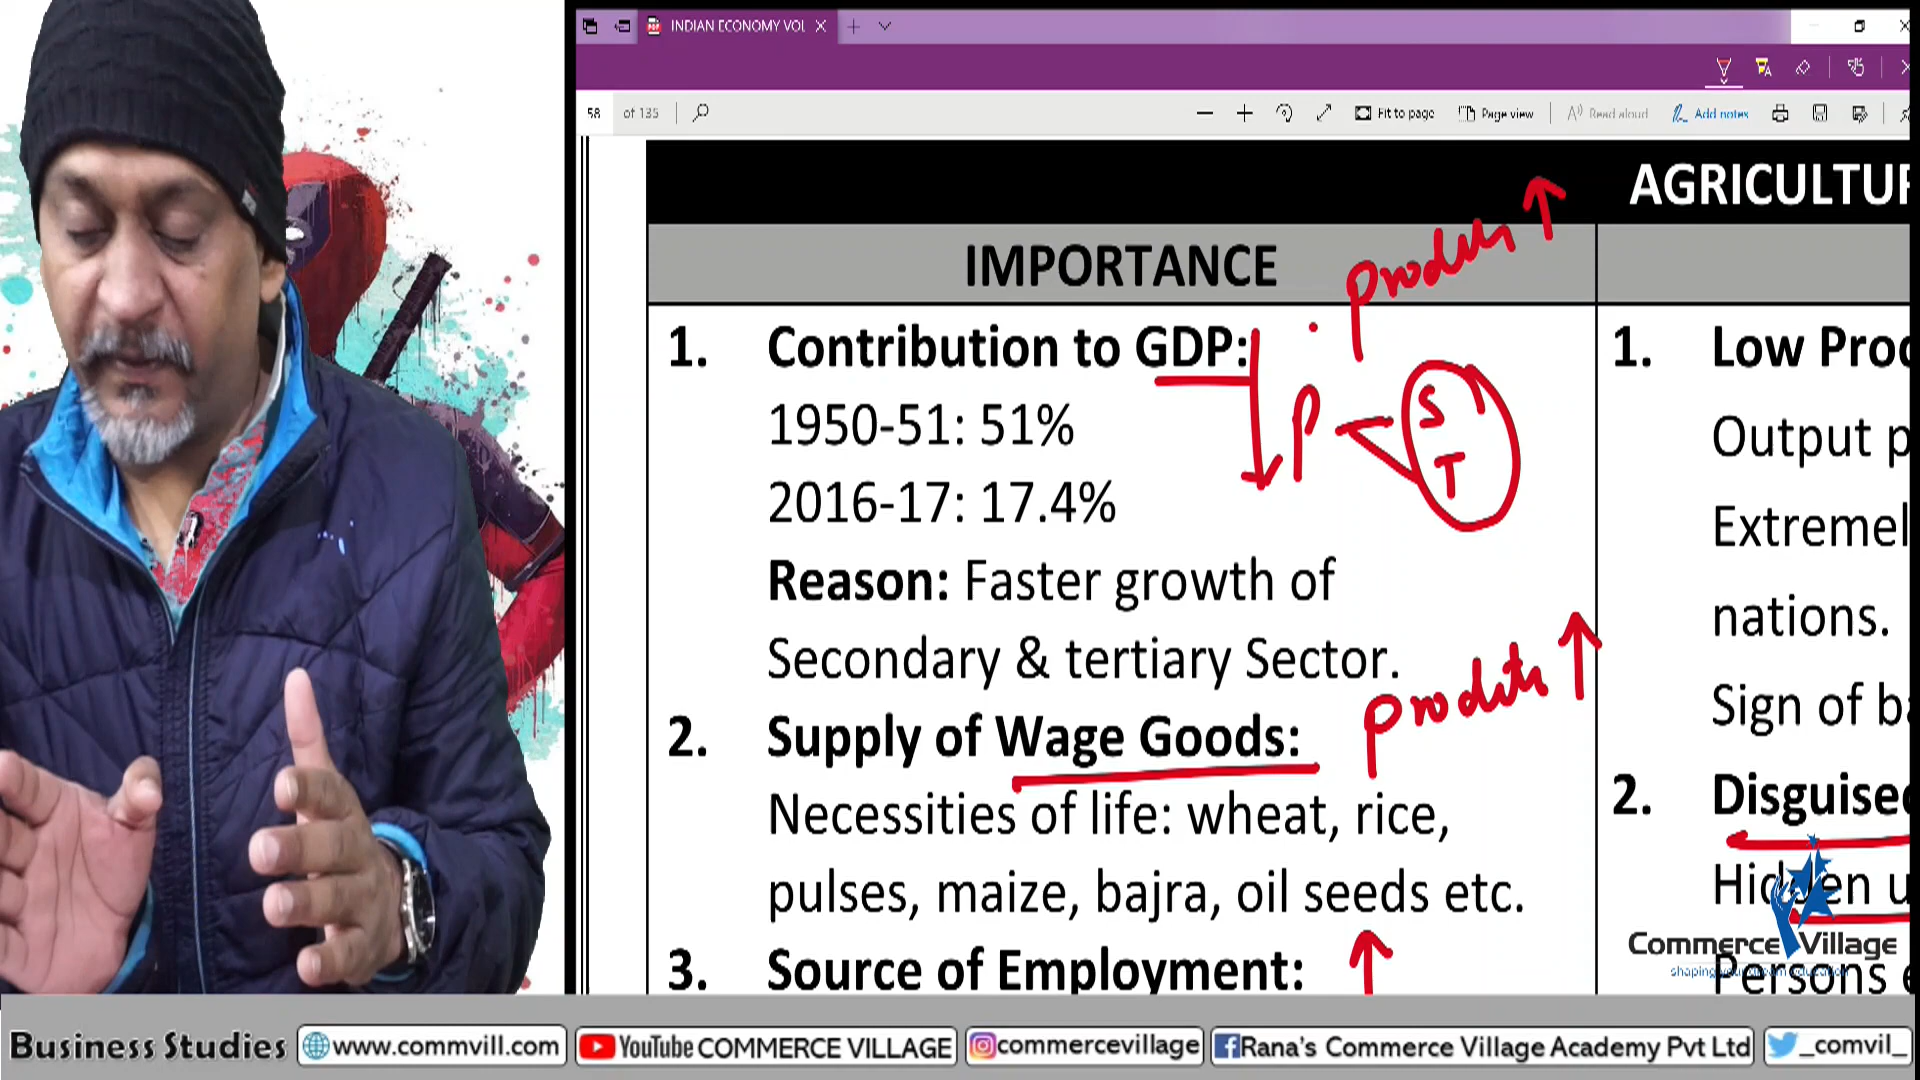 INDIAN ECONOMY VOL
58 of 135
Fit to page
Page view
Read aloud
Add notes
AGRICULTUR
IMPORTANCE
1. Contribution to GDP:
1950-51: 51%
2016-17: 17.4%
Reason: Faster growth of
Secondary & tertiary Sector.
2. Supply of Wage Goods:
Necessities of life: wheat, rice,
pulses, maize, bajra, oil seeds etc.
3. Source of Employment:
P
S
T
1. Low Proc
Output p
Extremel
nations.
Sign of ba
2. Disguised
Hidden u
Persons e
Commerce Village
Business Studies
www.commvill.com
YouTube COMMERCE VILLAGE
commercevillage
Rana's Commerce Village Academy Pvt Ltd
_comvil_